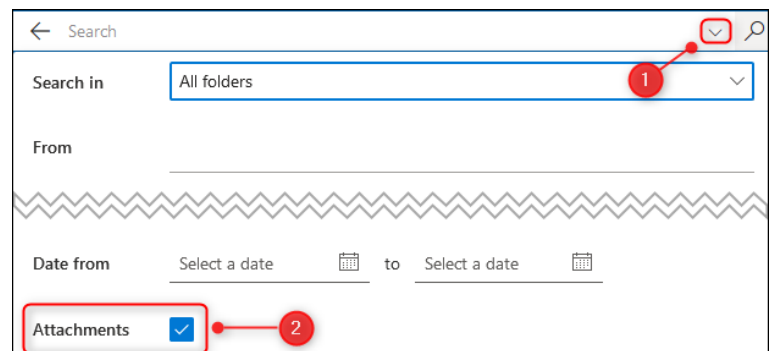 Search
1
Search in All folders
From
Date from Select a date to Select a date
Attachments 2